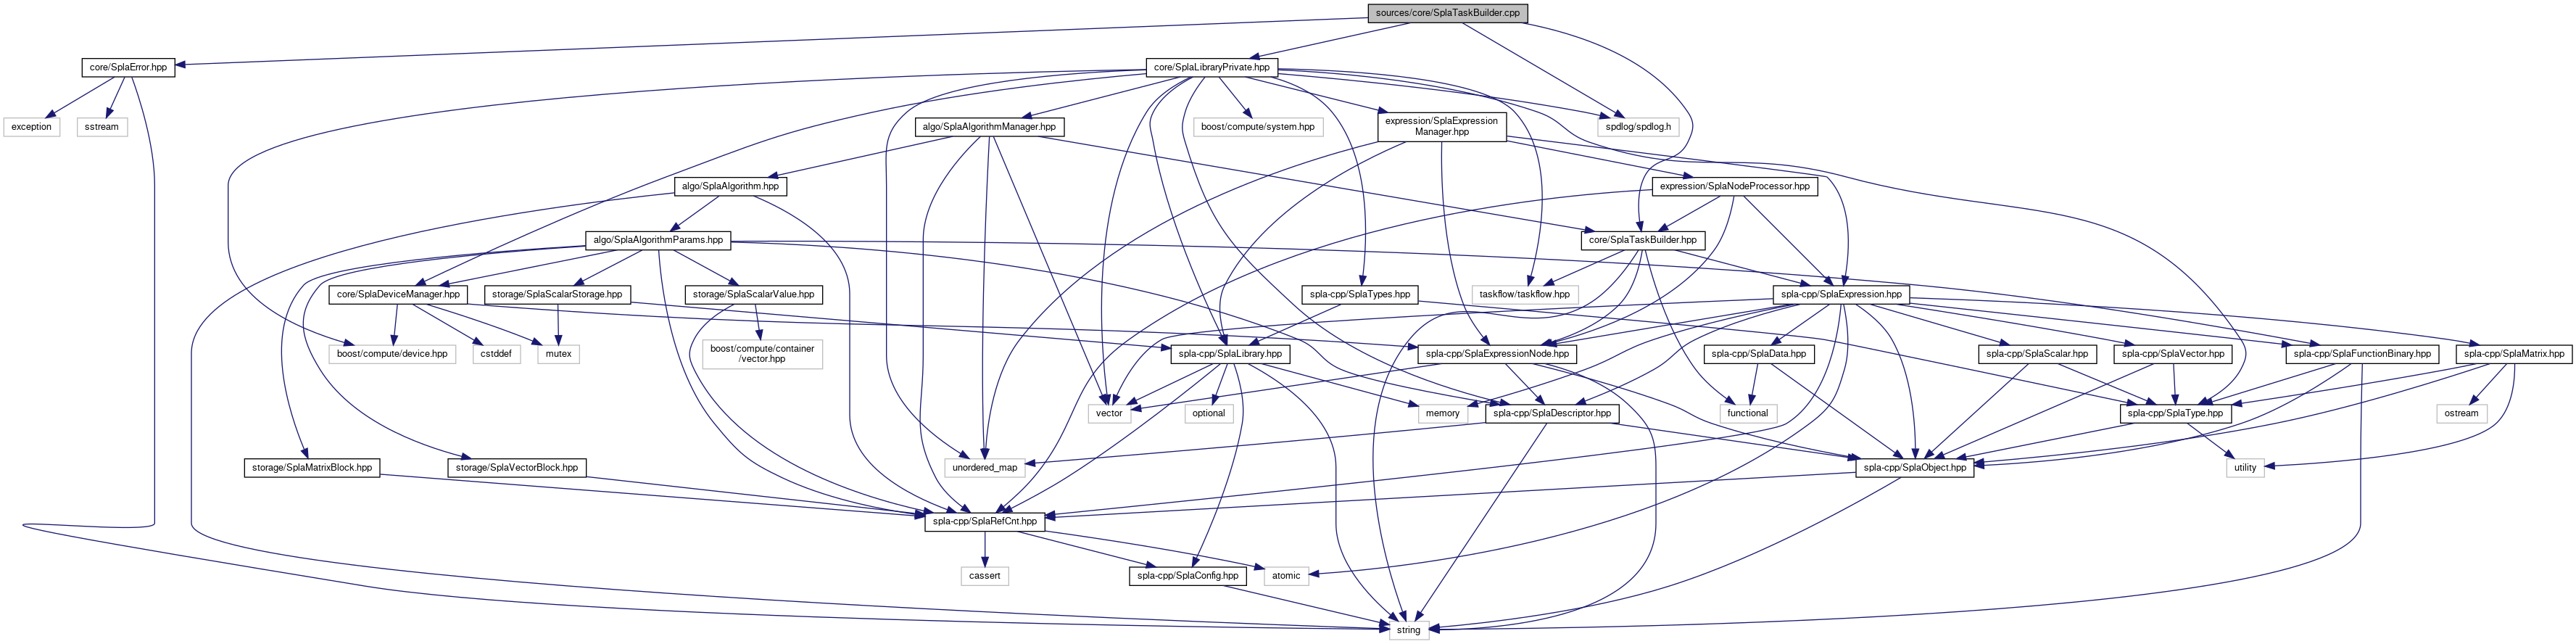 sources/core/SplaTaskBuilder.cpp
core/SplaError.hpp
core/SplaLibraryPrivate.hpp
exception
sstream
algo/SplaAlgorithmManager.hpp
boost/compute/system.hpp
expression/SplaExpression
Manager.hpp
spdlog/spdlog.h
algo/SplaAlgorithm.hpp
expression/SplaNodeProcessor.hpp
algo/SplaAlgorithmParams.hpp
core/SplaTaskBuilder.hpp
core/SplaDeviceManager.hpp
storage/SplaScalarStorage.hpp
storage/SplaScalarValue.hpp
spla-cpp/SplaTypes.hpp
taskflow/taskflow.hpp
spla-cpp/SplaExpression.hpp
boost/compute/device.hpp
cstddef
mutex
boost/compute/container
/vector.hpp
spla-cpp/SplaLibrary.hpp
spla-cpp/SplaExpressionNode.hpp
spla-cpp/SplaData.hpp
spla-cpp/SplaScalar.hpp
spla-cpp/SplaVector.hpp
spla-cpp/SplaFunctionBinary.hpp
spla-cpp/SplaMatrix.hpp
vector
optional
memory
spla-cpp/SplaDescriptor.hpp
functional
spla-cpp/SplaType.hpp
ostream
storage/SplaMatrixBlock.hpp
storage/SplaVectorBlock.hpp
unordered_map
spla-cpp/SplaObject.hpp
utility
spla-cpp/SplaRefCnt.hpp
cassert
spla-cpp/SplaConfig.hpp
atomic
string